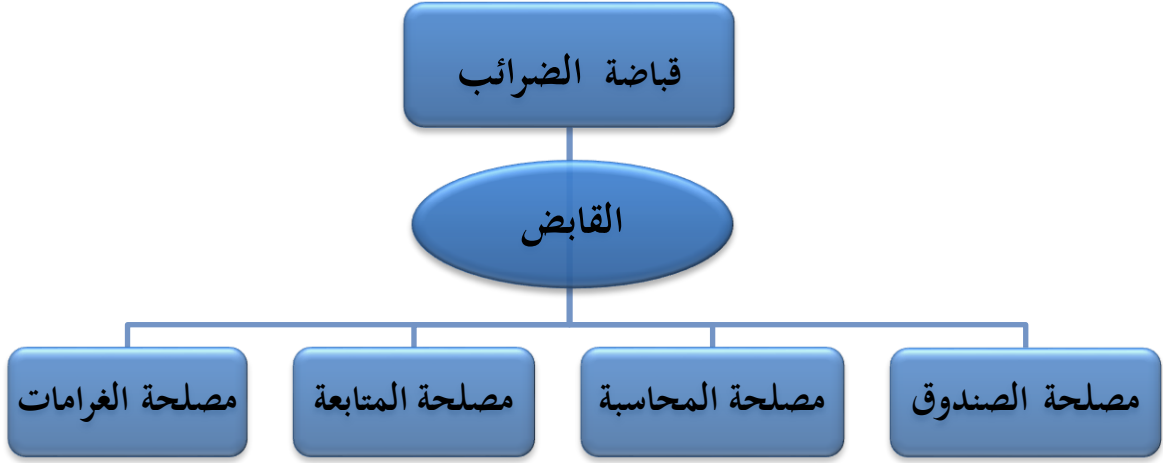 قباضة الضرائب
القابض
مصلحة الصندوق
مصلحة المحاسبة
مصلحة المتابعة
مصلحة الغرامات